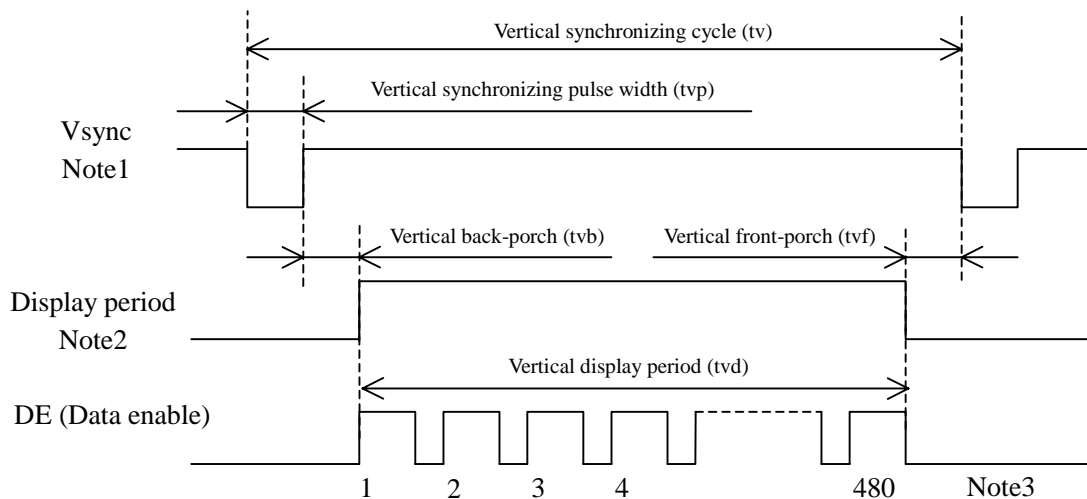 Vertical synchronizing cycle (tv)
Vertical synchronizing pulse width (tvp)
Vsync
Note1
Vertical back-porch (tvb)
Vertical front-porch (tvf)
Display period
Note2
Vertical display period (tvd)
DE (Data enable)
1 2 3 4 480 Note3